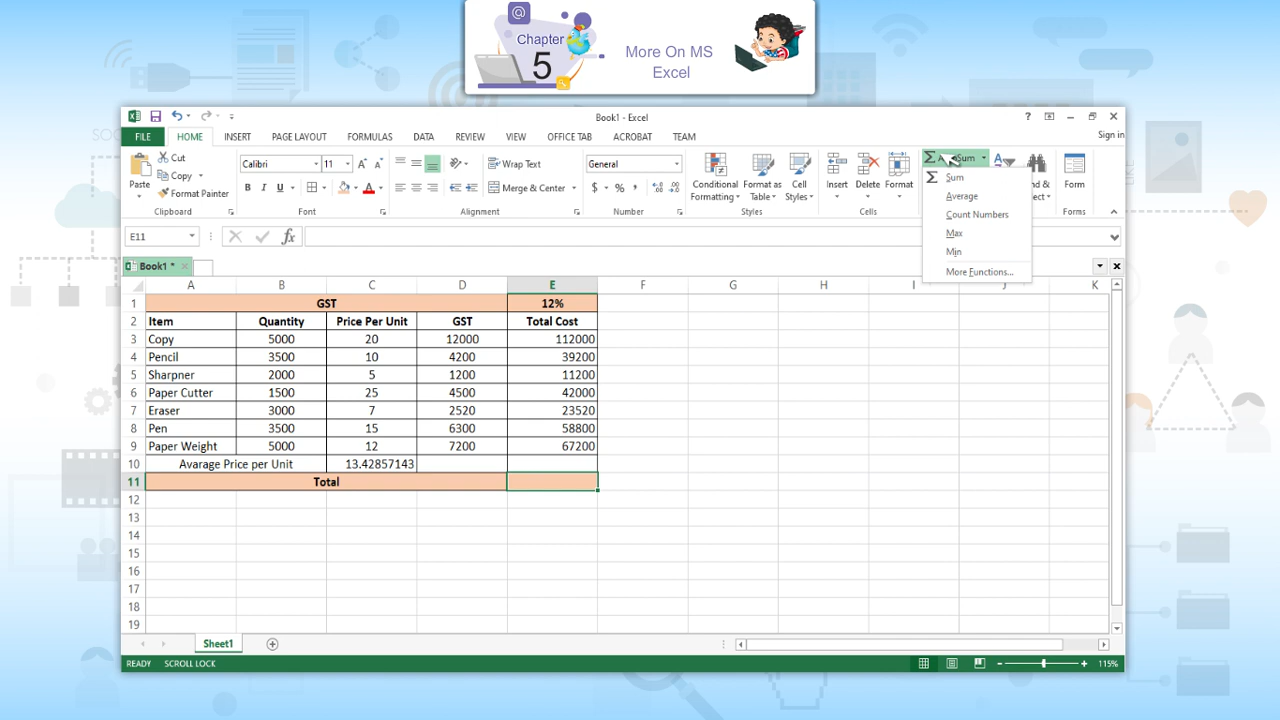 @
Chapter
5
More On MS
Excel
Book1 - Excel
?
FILE
HOME
INSERT
PAGE LAYOUT
FORMULAS
DATA
REVIEW
VIEW
OFFICE TAB
ACROBAT
TEAM
Sign in
Paste
Cut
Copy
Format Painter
Clipboard
Calibri
11
B I U
A
Font
Wrap Text
Merge & Center
Alignment
General
$ % ,
Number
Conditional
Formatting
Format as
Table
Cell
Styles
Styles
Insert
Delete
Format
Cells
Σ
Sum
Average
Count Numbers
Max
Min
More Functions...
Form
Forms
E11
fx
Book1 *
A B C D E F G H I J K
1 GST 12%
2 Item Quantity Price Per Unit GST Total Cost
3 Copy 5000 20 12000 112000
4 Pencil 3500 10 4200 39200
5 Sharpner 2000 5 1200 11200
6 Paper Cutter 1500 25 4500 42000
7 Eraser 3000 7 2520 23520
8 Pen 3500 15 6300 58800
9 Paper Weight 5000 12 7200 67200
10 Avarage Price per Unit 13.42857143
11 Total
12
13
14
15
16
17
18
19
Sheet1
READY
SCROLL LOCK
115%